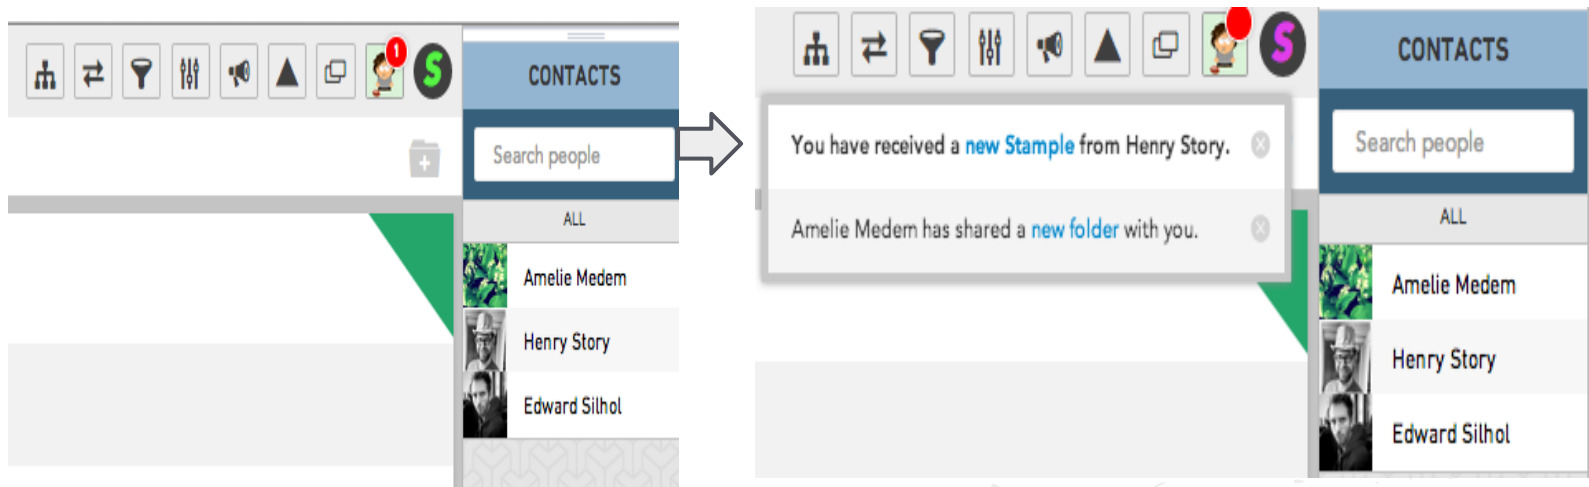 1
S
CONTACTS
Search people
ALL
Amelie Medem
Henry Story
Edward Silhol
S
CONTACTS
You have received a new Stample from Henry Story.
Amelie Medem has shared a new folder with you.
Search people
ALL
Amelie Medem
Henry Story
Edward Silhol